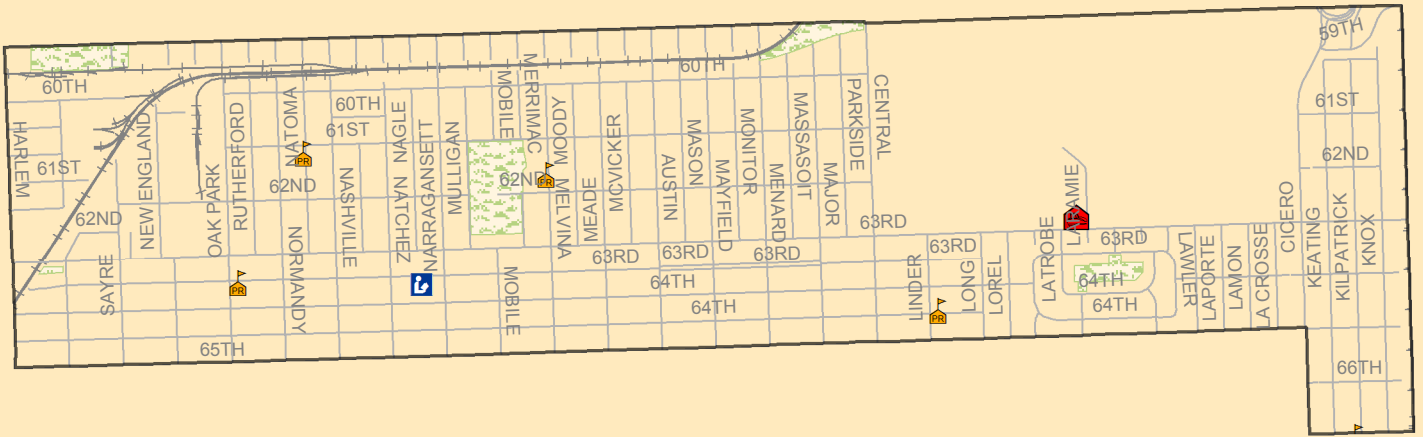 59TH
60TH
60TH
60TH
61ST
61ST
61ST
62ND
62ND
62ND
62ND
63RD
63RD
63RD
63RD
63RD
63RD
64TH
64TH
64TH
64TH
65TH
66TH
HARLEM
SAYRE
NEW ENGLAND
OAK PARK
RUTHERFORD
NATOMA
NORMANDY
NASHVILLE
NAGLE
NATCHEZ
NARRAGANSETT
MULLIGAN
MOBILE
MOBILE
MERRIMAC
MOODY
MELVINA
MEADE
MCVICKER
AUSTIN
MASON
MAYFIELD
MONITOR
MENARD
MASSASOIT
MAJOR
PARKSIDE
CENTRAL
LINDER
LONG
LOREL
LATROBE
LARAMIE
LAWLER
LAPORTE
LAMON
LA CROSSE
CICERO
KEATING
KILPATRICK
KNOX
PR
PR
PR
PR